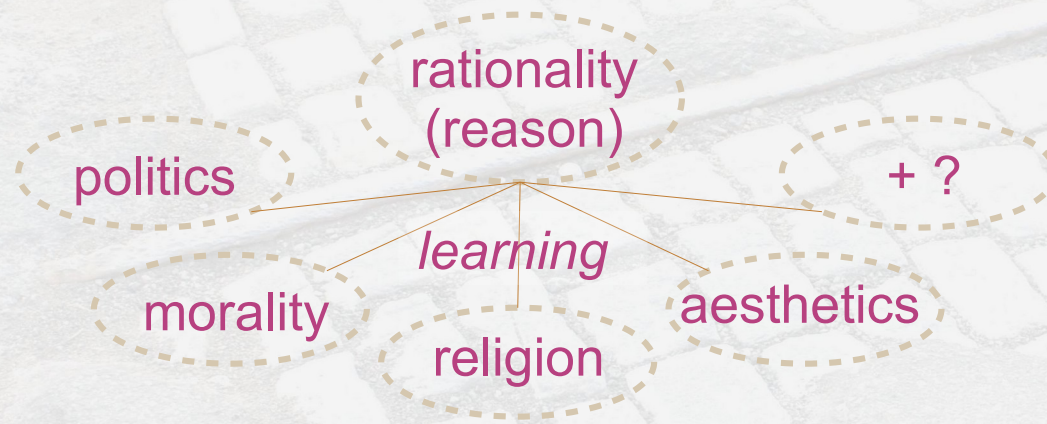 rationality
(reason)
politics
+ ?
learning
morality
aesthetics
religion